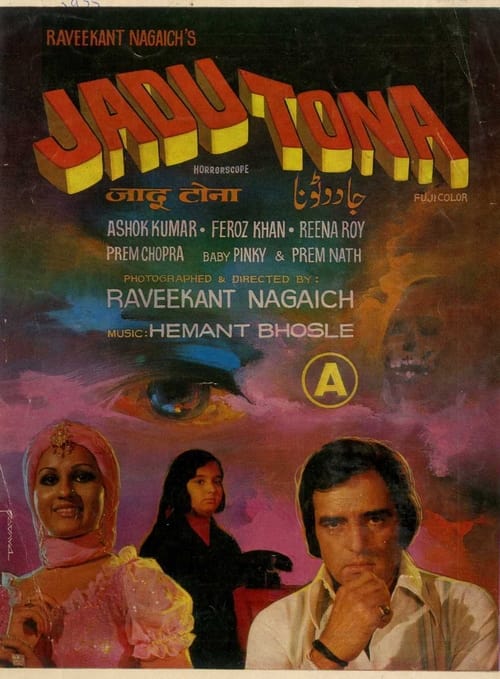 RAVEEKANT NAGAICH'S
JADU TONA
HORRORSCOPE
जादू टोना
جادو ٹونا
FUJICOLOR
ASHOK KUMAR • FEROZ KHAN • REENA ROY
PREM CHOPRA BABY PINKY & PREM NATH
PHOTOGRAPHED & DIRECTED BY:
RAVEEKANT NAGAICH
MUSIC: HEMANT BHOSLE
A